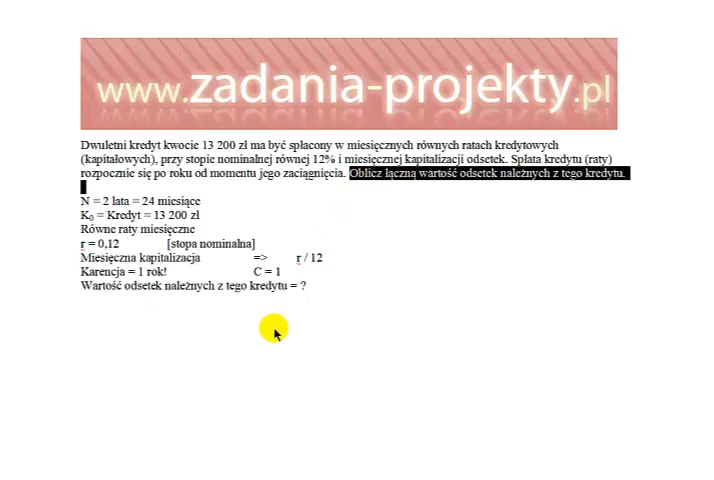 www.zadania-projekty.pl
Dwuletni kredyt kwocie 13 200 zł ma być spłacony w miesięcznych równych ratach kredytowych
(kapitałowych), przy stopie nominalnej równej 12% i miesięcznej kapitalizacji odsetek. Spłata kredytu (raty)
rozpocznie się po roku od momentu jego zaciągnięcia. Oblicz łączną wartość odsetek należnych z tego kredytu.
N = 2 lata = 24 miesiące
K₀ = Kredyt = 13 200 zł
Równe raty miesięczne
r = 0,12 [stopa nominalna]
Miesięczna kapitalizacja => r / 12
Karencja = 1 rok! C = 1
Wartość odsetek należnych z tego kredytu = ?